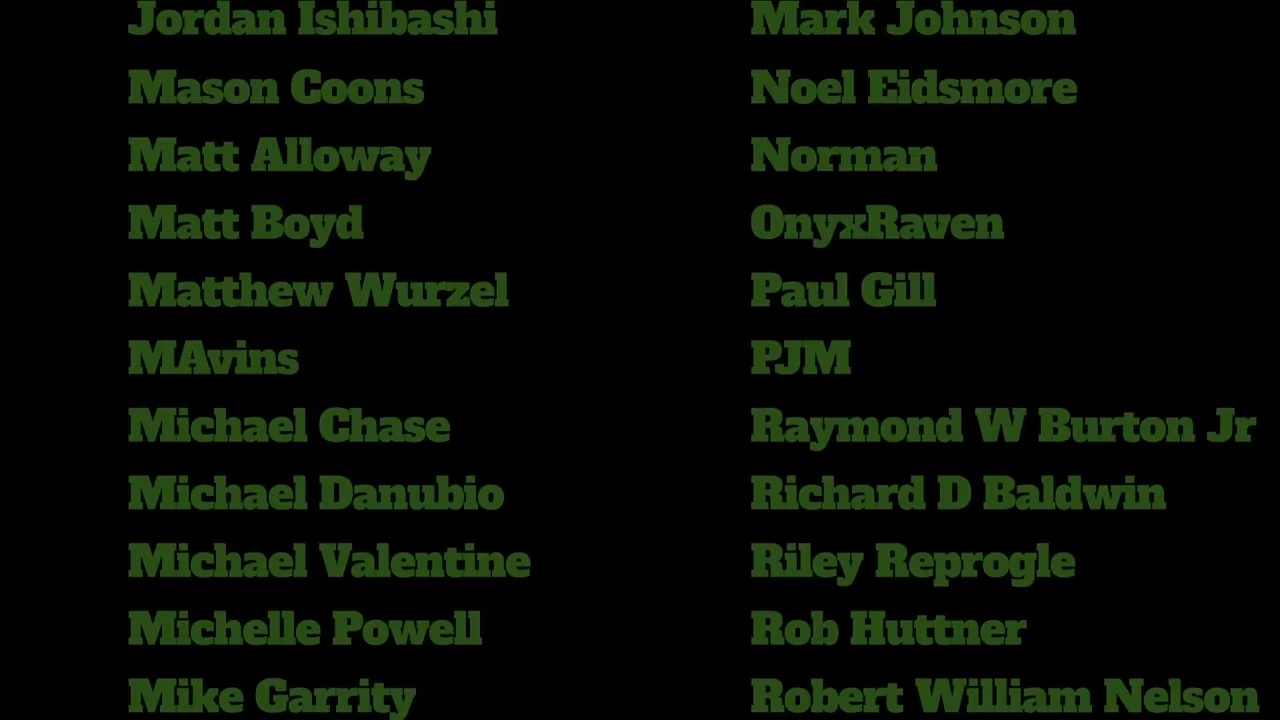 Jordan Ishibashi
Mason Coons
Matt Alloway
Matt Boyd
Matthew Wurzel
MAvins
Michael Chase
Michael Danubio
Michael Valentine
Michelle Powell
Mike Garrity
Mark Johnson
Noel Eidsmore
Norman
OnyxRaven
Paul Gill
PJM
Raymond W Burton Jr
Richard D Baldwin
Riley Reprogle
Rob Huttner
Robert William Nelson